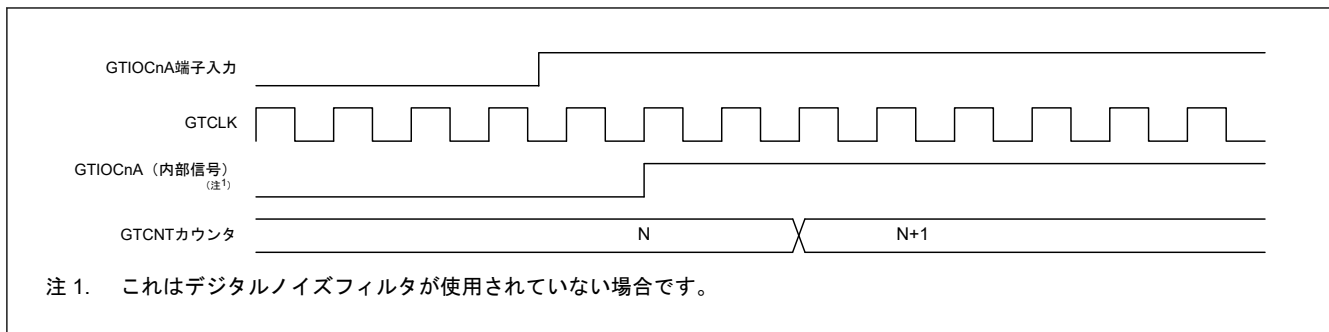 GTIOCnA端子入力
GTCLK
GTIOCnA（内部信号）
（注1）
GTCNTカウンタ
N
N+1
注 1. これはデジタルノイズフィルタが使用されていない場合です。